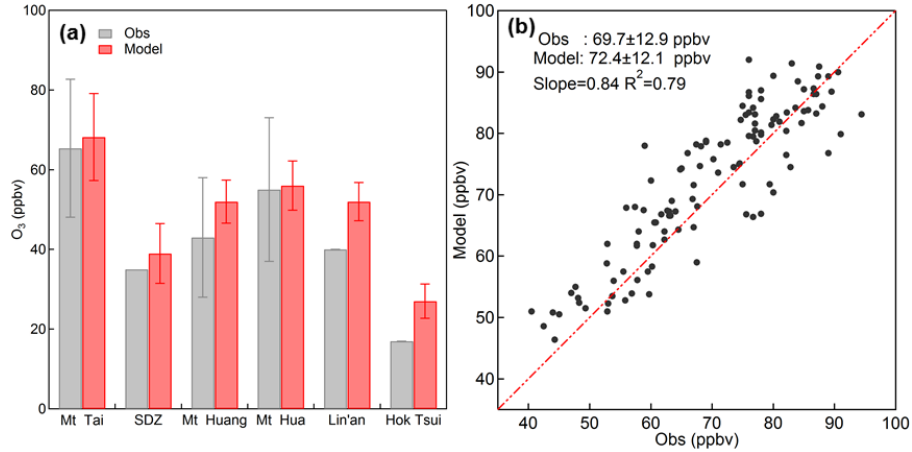 (a)
Obs
Model
100
80
60
40
20
0
O3 (ppbv)
Mt Tai
SDZ
Mt Huang
Mt Hua
Lin'an
Hok Tsui
(b)
Obs : 69.7±12.9 ppbv
Model: 72.4±12.1 ppbv
Slope=0.84 R²=0.79
100
90
80
70
60
50
40
Model (ppbv)
40 50 60 70 80 90 100
Obs (ppbv)